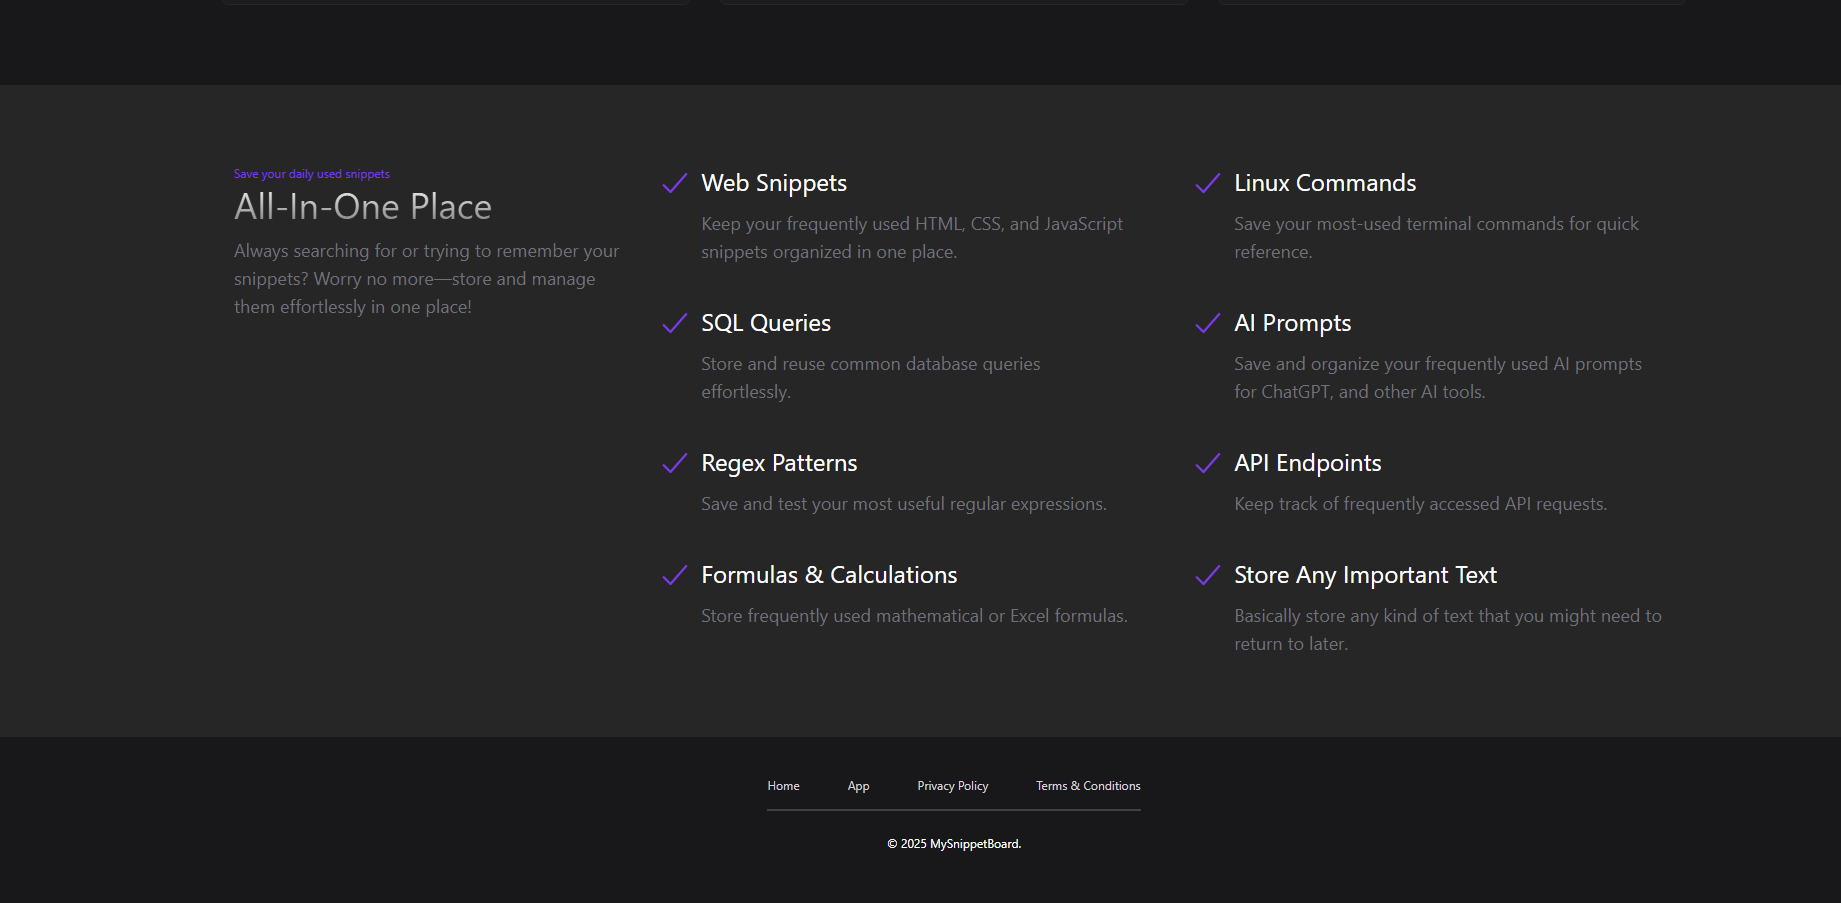 Save your daily used snippets
All-In-One Place
Always searching for or trying to remember your
snippets? Worry no more—store and manage
them effortlessly in one place!
Web Snippets
Keep your frequently used HTML, CSS, and JavaScript
snippets organized in one place.
Linux Commands
Save your most-used terminal commands for quick
reference.
SQL Queries
Store and reuse common database queries
effortlessly.
AI Prompts
Save and organize your frequently used AI prompts
for ChatGPT, and other AI tools.
Regex Patterns
Save and test your most useful regular expressions.
API Endpoints
Keep track of frequently accessed API requests.
Formulas & Calculations
Store frequently used mathematical or Excel formulas.
Store Any Important Text
Basically store any kind of text that you might need to
return to later.
Home App Privacy Policy Terms & Conditions
© 2025 MySnippetBoard.